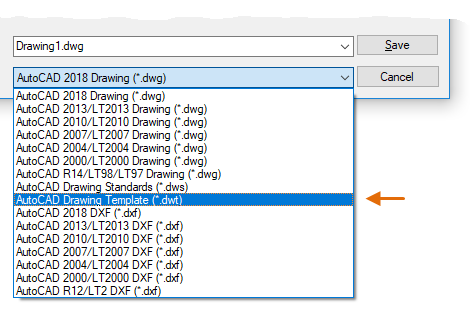 Drawing1.dwg
Save
AutoCAD 2018 Drawing (*.dwg)
Cancel
AutoCAD 2018 Drawing (*.dwg)
AutoCAD 2013/LT2013 Drawing (*.dwg)
AutoCAD 2010/LT2010 Drawing (*.dwg)
AutoCAD 2007/LT2007 Drawing (*.dwg)
AutoCAD 2004/LT2004 Drawing (*.dwg)
AutoCAD 2000/LT2000 Drawing (*.dwg)
AutoCAD R14/LT98/LT97 Drawing (*.dwg)
AutoCAD Drawing Standards (*.dws)
AutoCAD Drawing Template (*.dwt)
AutoCAD 2018 DXF (*.dxf)
AutoCAD 2013/LT2013 DXF (*.dxf)
AutoCAD 2010/LT2010 DXF (*.dxf)
AutoCAD 2007/LT2007 DXF (*.dxf)
AutoCAD 2004/LT2004 DXF (*.dxf)
AutoCAD 2000/LT2000 DXF (*.dxf)
AutoCAD R12/LT2 DXF (*.dxf)